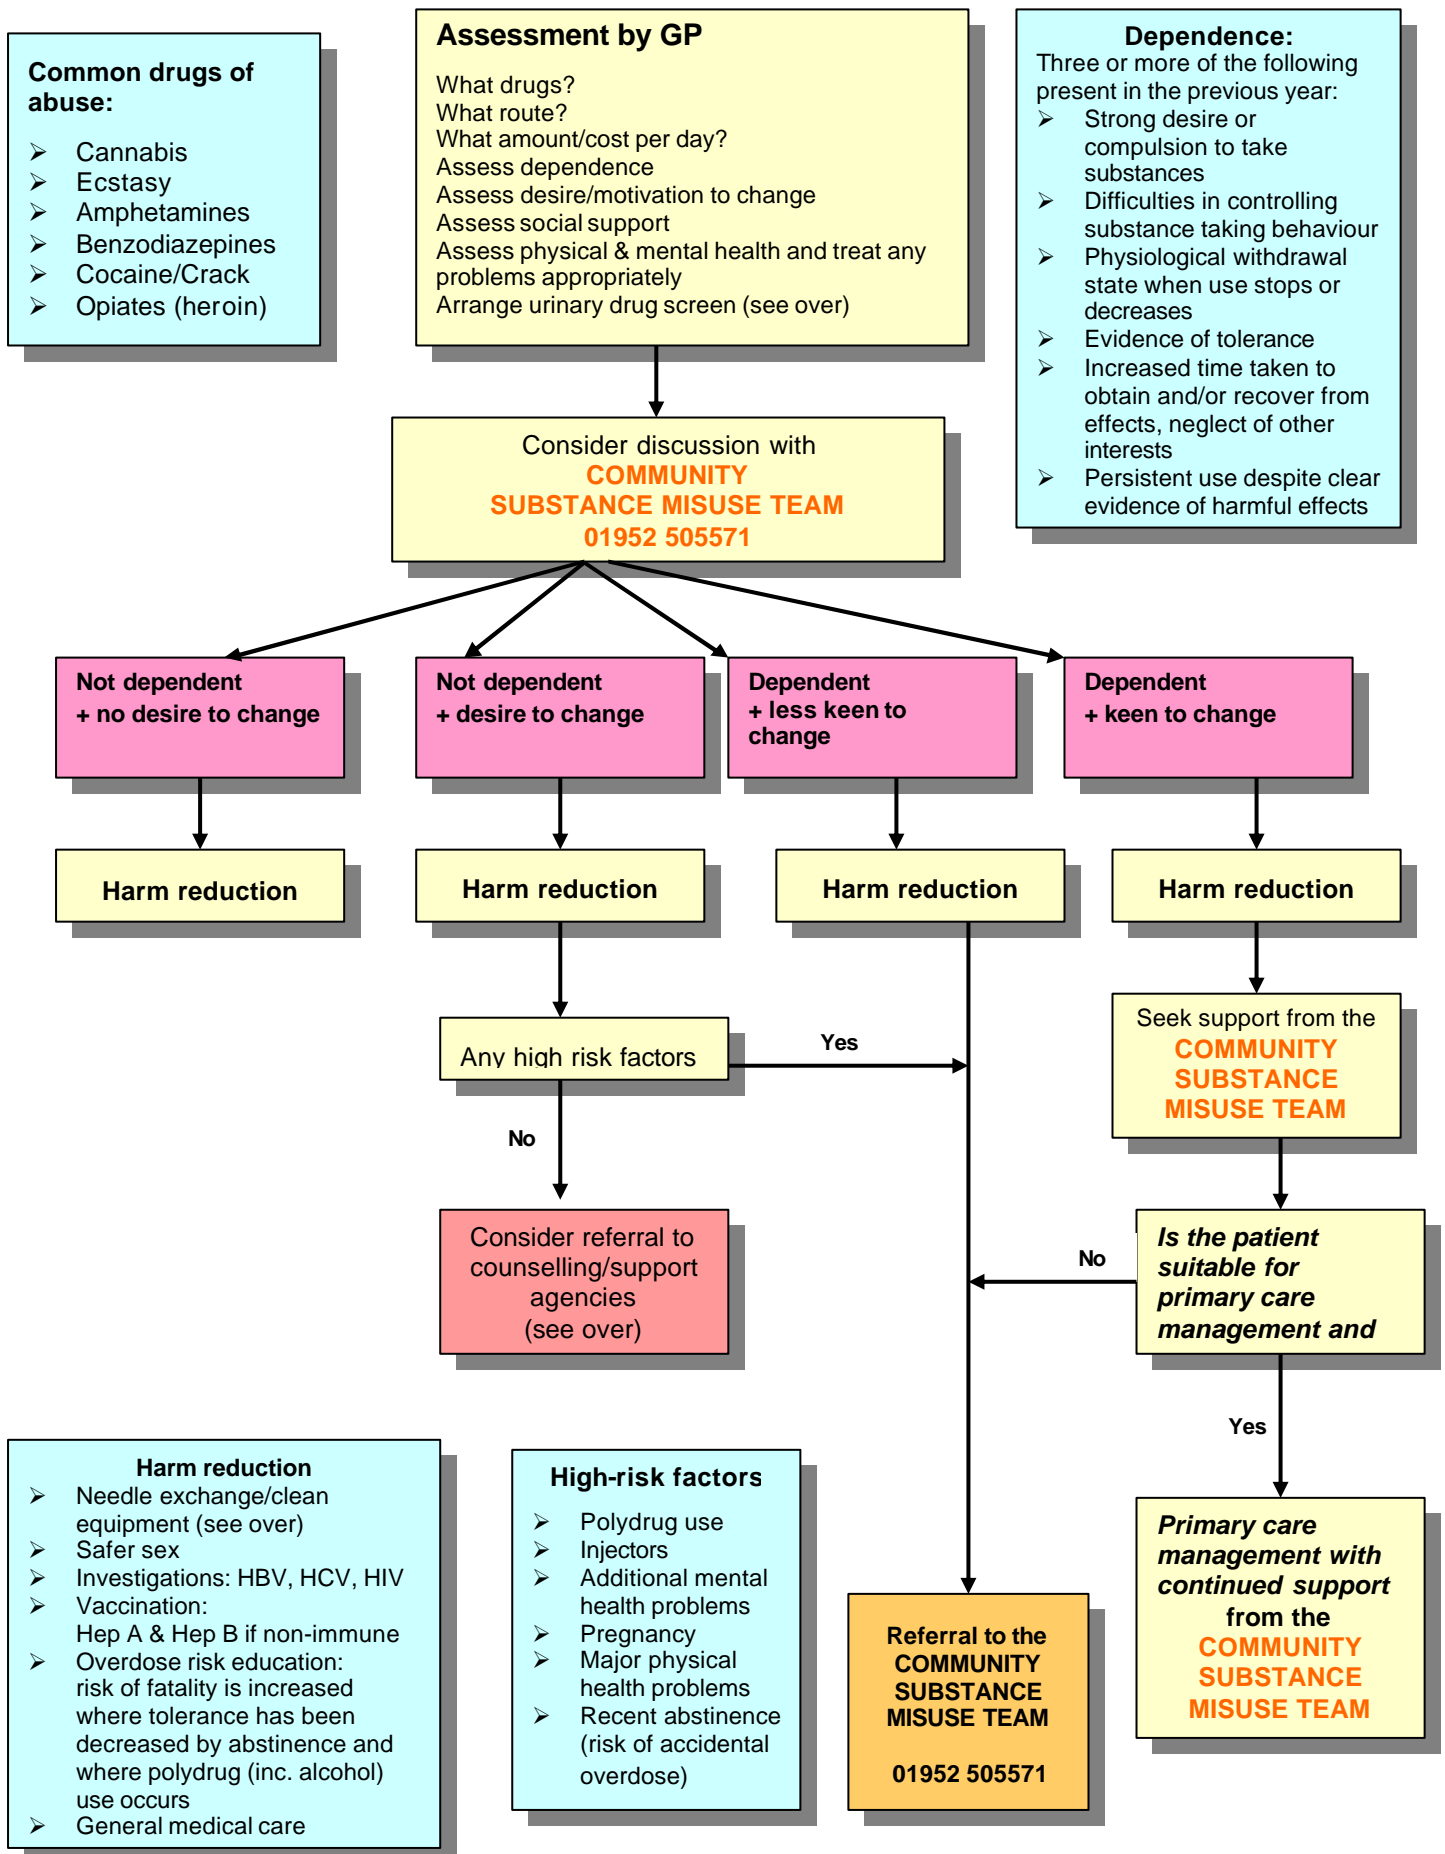 Common drugs of
abuse:
➢ Cannabis
➢ Ecstasy
➢ Amphetamines
➢ Benzodiazepines
➢ Cocaine/Crack
➢ Opiates (heroin)
Assessment by GP
What drugs?
What route?
What amount/cost per day?
Assess dependence
Assess desire/motivation to change
Assess social support
Assess physical & mental health and treat any
problems appropriately
Arrange urinary drug screen (see over)
Dependence:
Three or more of the following
present in the previous year:
➢ Strong desire or
compulsion to take
substances
➢ Difficulties in controlling
substance taking behaviour
➢ Physiological withdrawal
state when use stops or
decreases
➢ Evidence of tolerance
➢ Increased time taken to
obtain and/or recover from
effects, neglect of other
interests
➢ Persistent use despite clear
evidence of harmful effects
Consider discussion with
COMMUNITY
SUBSTANCE MISUSE TEAM
01952 505571
Not dependent
+ no desire to change
Not dependent
+ desire to change
Dependent
+ less keen to
change
Dependent
+ keen to change
Harm reduction
Harm reduction
Harm reduction
Harm reduction
Any high risk factors
Yes
No
Seek support from the
COMMUNITY
SUBSTANCE
MISUSE TEAM
Consider referral to
counselling/support
agencies
(see over)
No
Is the patient
suitable for
primary care
management and
Yes
Harm reduction
➢ Needle exchange/clean
equipment (see over)
➢ Safer sex
➢ Investigations: HBV, HCV, HIV
➢ Vaccination:
Hep A & Hep B if non-immune
➢ Overdose risk education:
risk of fatality is increased
where tolerance has been
decreased by abstinence and
where polydrug (inc. alcohol)
use occurs
➢ General medical care
High-risk factors
➢ Polydrug use
➢ Injectors
➢ Additional mental
health problems
➢ Pregnancy
➢ Major physical
health problems
➢ Recent abstinence
(risk of accidental
overdose)
Referral to the
COMMUNITY
SUBSTANCE
MISUSE TEAM
01952 505571
Primary care
management with
continued support
from the
COMMUNITY
SUBSTANCE
MISUSE TEAM